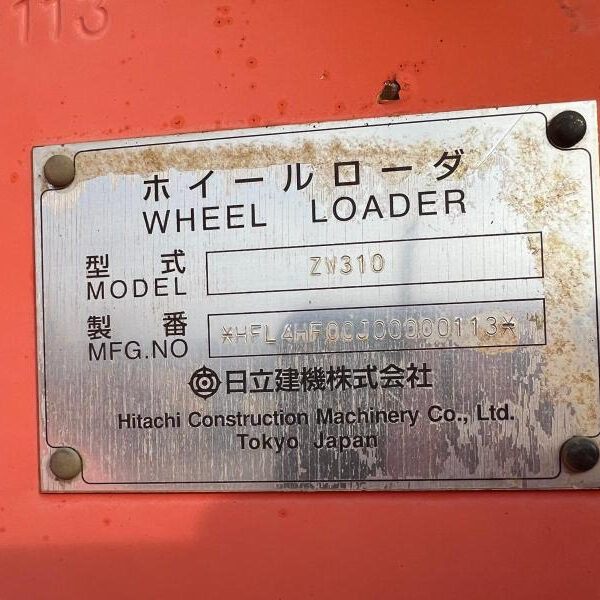 113
ホイールローダ
WHEEL LOADER
型式 ZW310
MODEL
製番 *HFL4HF00J00000113*
MFG.NO
日立建機株式会社
Hitachi Construction Machinery Co., Ltd.
Tokyo Japan